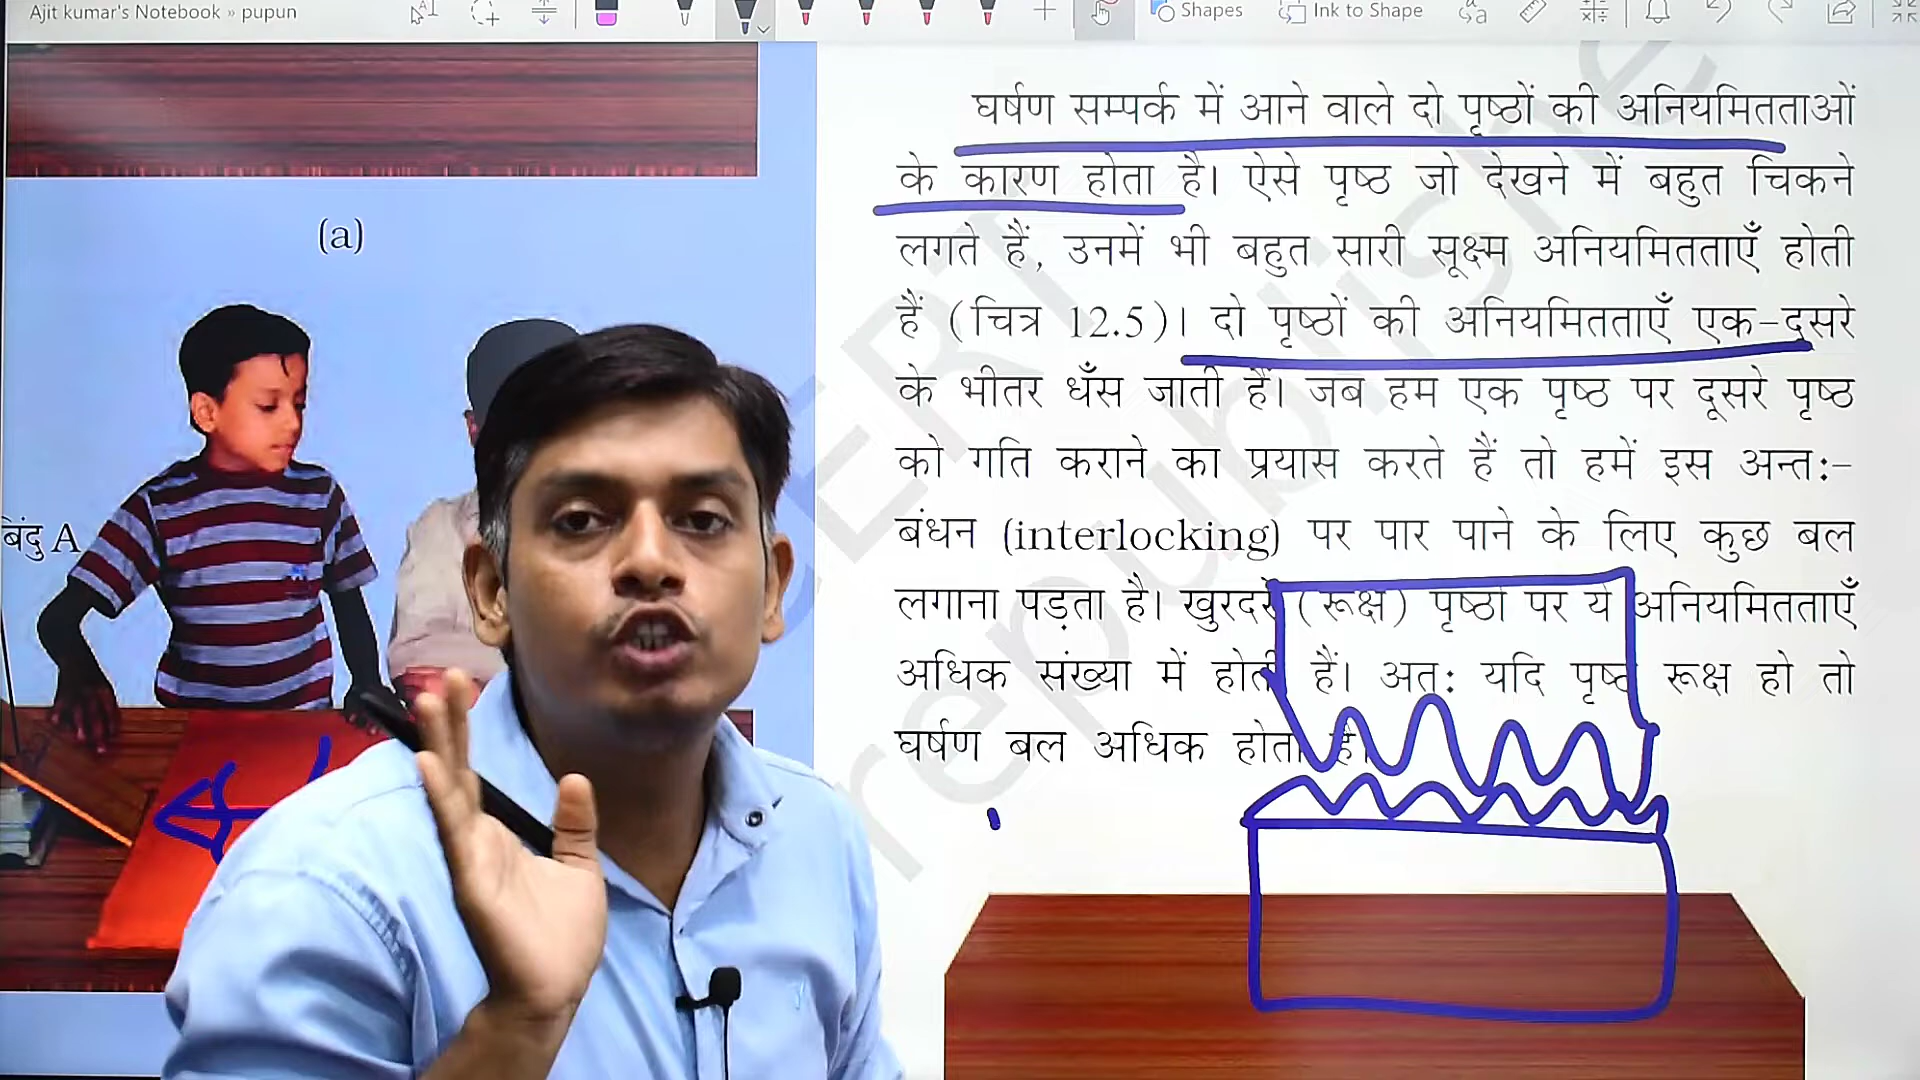 Ajit kumar's Notebook » pupun
Shapes
Ink to Shape
(a)
बिंदु A
घर्षण सम्पर्क में आने वाले दो पृष्ठों की अनियमितताओं
के कारण होता है। ऐसे पृष्ठ जो देखने में बहुत चिकने
लगते हैं, उनमें भी बहुत सारी सूक्ष्म अनियमितताएँ होती
हैं (चित्र 12.5)। दो पृष्ठों की अनियमितताएँ एक-दूसरे
के भीतर धँस जाती हैं। जब हम एक पृष्ठ पर दूसरे पृष्ठ
को गति कराने का प्रयास करते हैं तो हमें इस अन्तः-
बंधन (interlocking) पर पार पाने के लिए कुछ बल
लगाना पड़ता है। खुरदरे (रूक्ष) पृष्ठों पर ये अनियमितताएँ
अधिक संख्या में होती हैं। अतः यदि पृष्ठ रूक्ष हो तो
घर्षण बल अधिक होता है।